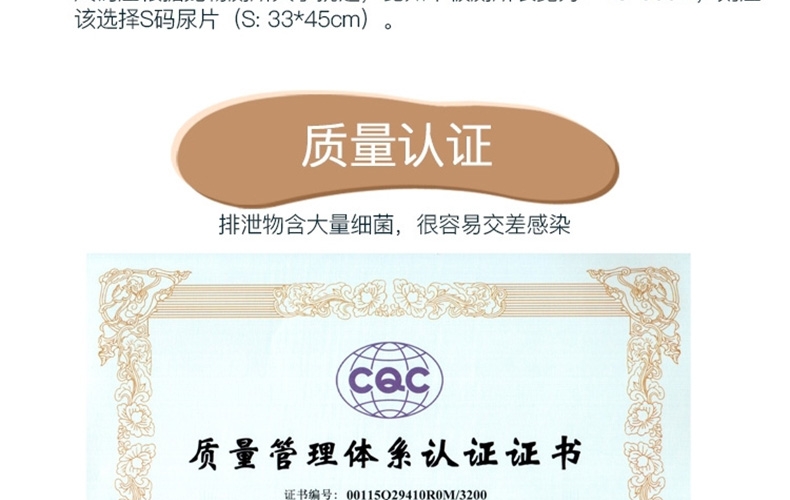 该选择S码尿片（S: 33*45cm）。
质量认证
排泄物含大量细菌，很容易交差感染
CQC
质量管理体系认证证书
证书编号：00115Q29410R0M/3200